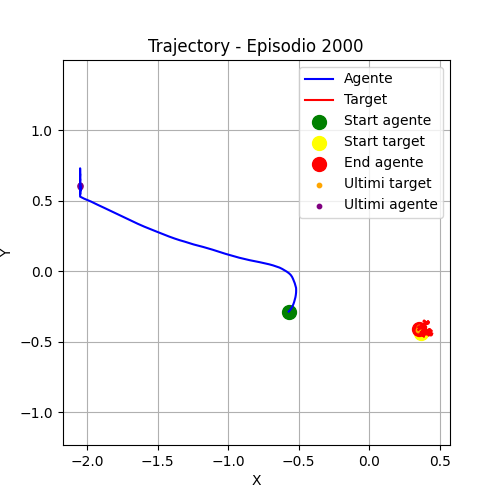 Trajectory - Episodio 2000
Agente
Target
Start agente
Start target
End agente
Ultimi target
Ultimi agente
1.0
0.5
0.0
−0.5
−1.0
Y
−2.0 −1.5 −1.0 −0.5 0.0 0.5
X